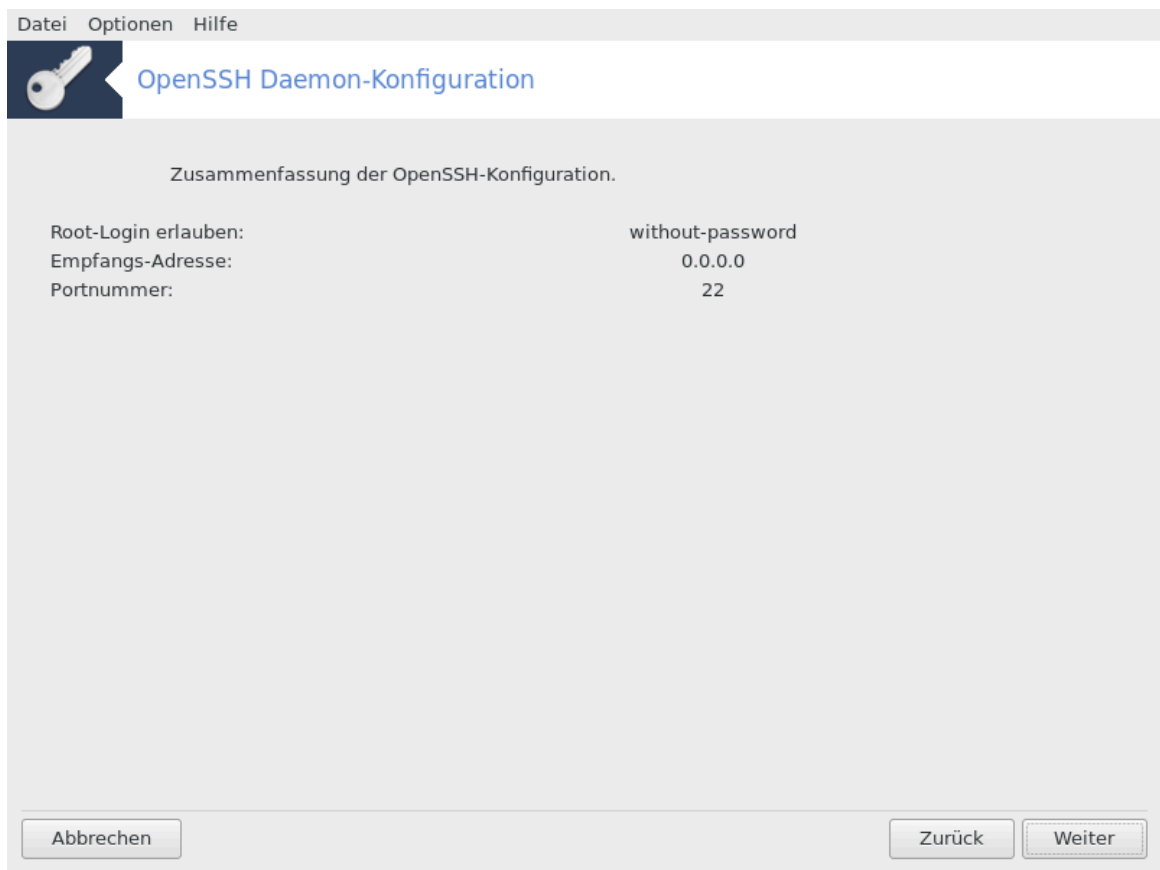 Datei Optionen Hilfe
OpenSSH Daemon-Konfiguration
Zusammenfassung der OpenSSH-Konfiguration.
Root-Login erlauben: without-password
Empfangs-Adresse: 0.0.0.0
Portnummer: 22
Abbrechen Zurück Weiter